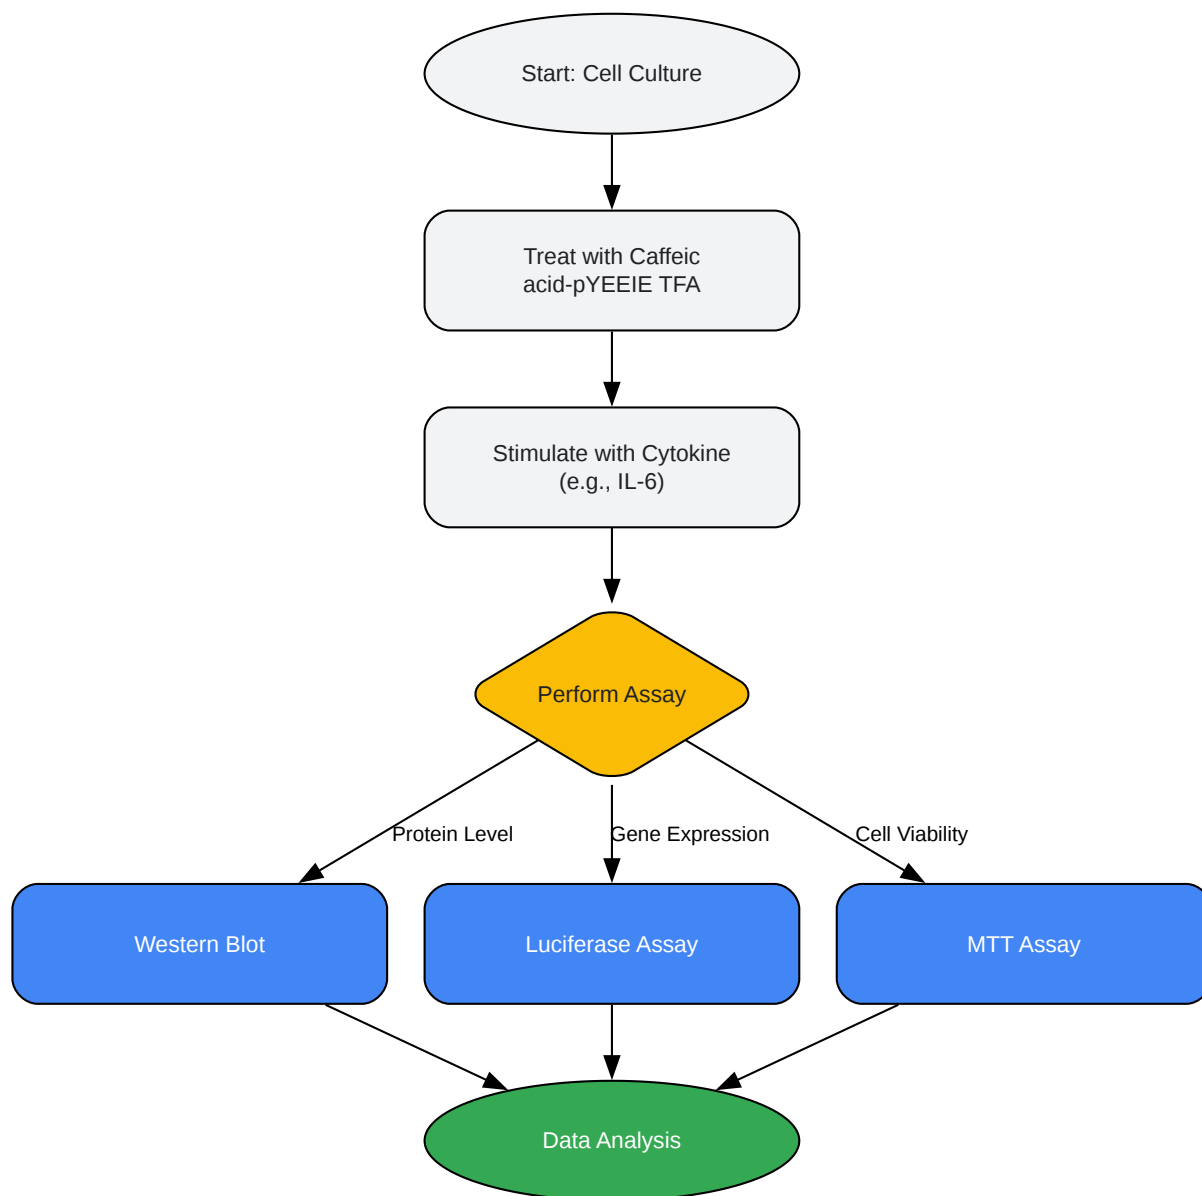 Start: Cell Culture
Treat with Caffeic
acid-pYEEIE TFA
Stimulate with Cytokine
(e.g., IL-6)
Perform Assay
Protein Level
Gene Expression
Cell Viability
Western Blot
Luciferase Assay
MTT Assay
Data Analysis